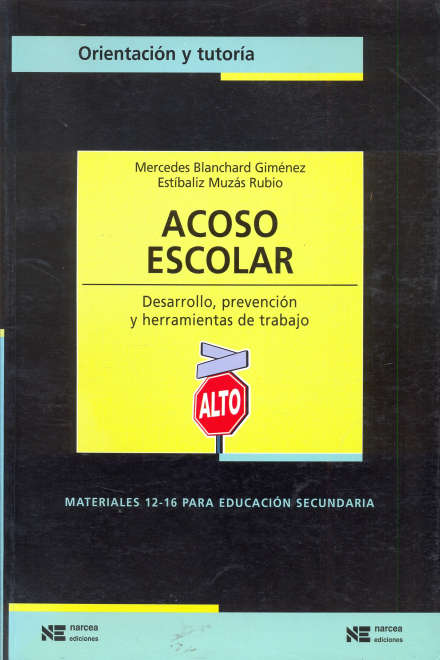 Orientación y tutoría
Mercedes Blanchard Giménez
Estíbaliz Muzás Rubio
ACOSO
ESCOLAR
Desarrollo, prevención
y herramientas de trabajo
ALTO
MATERIALES 12-16 PARA EDUCACIÓN SECUNDARIA
NE narcea
ediciones
NE narcea
ediciones